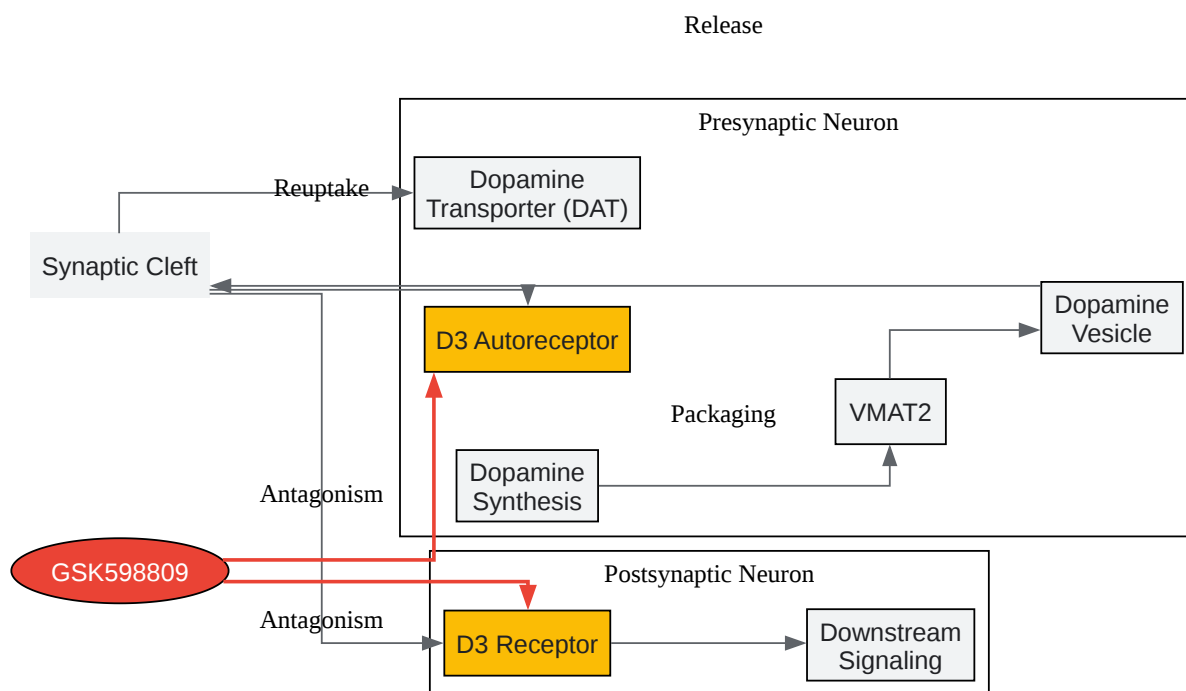 Release
Presynaptic Neuron
Dopamine
Transporter (DAT)
Reuptake
Synaptic Cleft
Dopamine
Vesicle
D3 Autoreceptor
VMAT2
Packaging
Dopamine
Synthesis
Antagonism
GSK598809
Postsynaptic Neuron
Antagonism
D3 Receptor
Downstream
Signaling